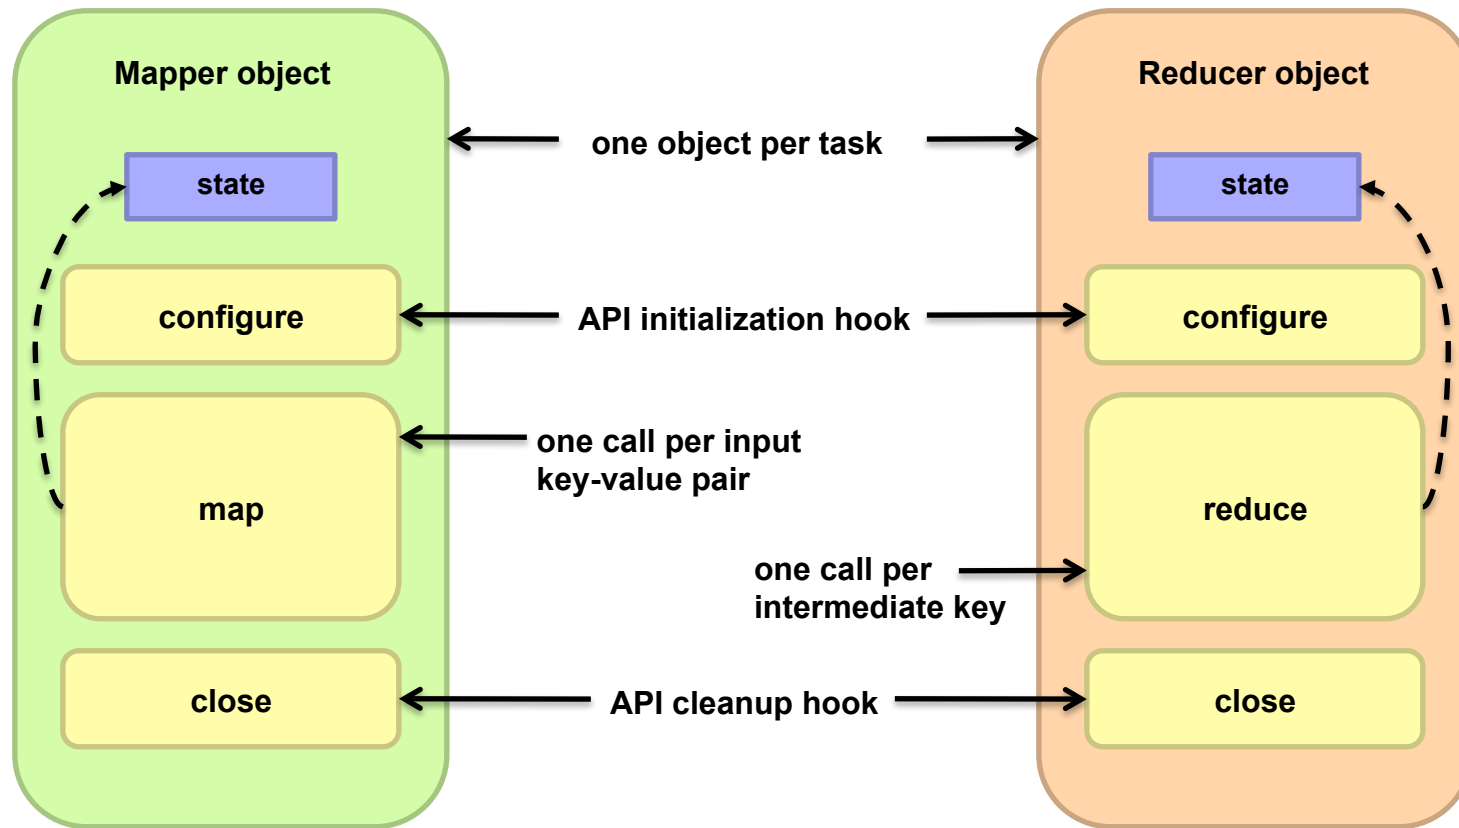 Mapper object
Reducer object
one object per task
state
state
configure
API initialization hook
configure
one call per input
key-value pair
map
reduce
one call per
intermediate key
close
API cleanup hook
close